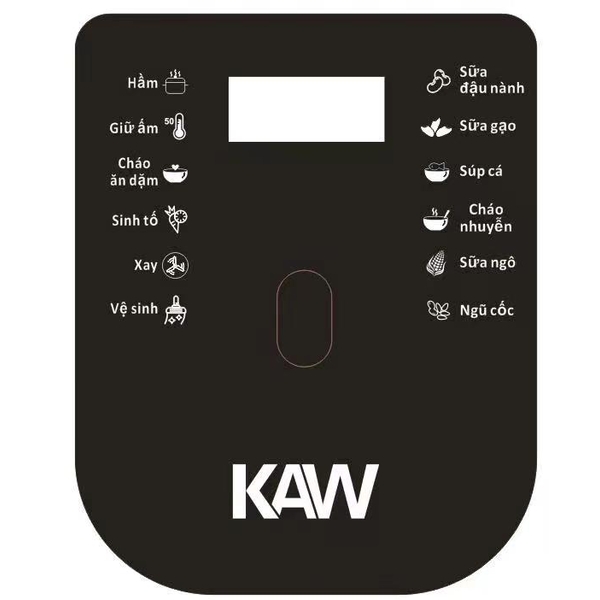 Hầm
Giữ ấm
50
Cháo
ăn dặm
Sinh tố
Xay
Vệ sinh
Sữa
đậu nành
Sữa gạo
Súp cá
Cháo
nhuyễn
Sữa ngô
Ngũ cốc
KAW